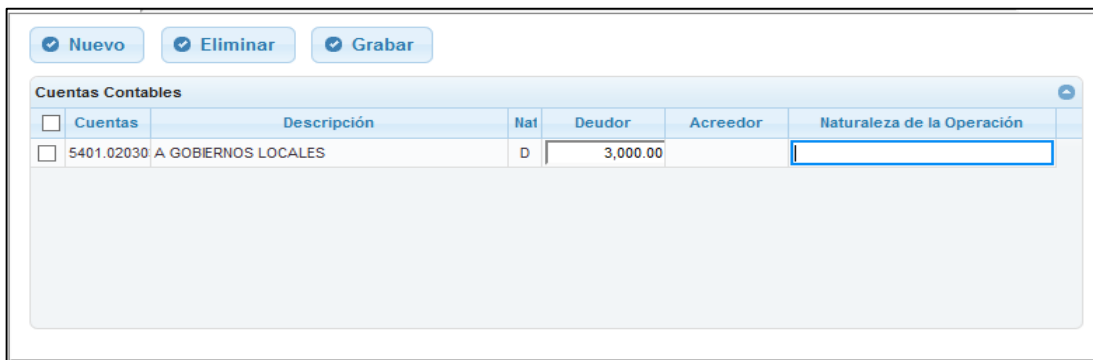 Nuevo Eliminar Grabar
Cuentas Contables
Cuentas Descripción Nat Deudor Acreedor Naturaleza de la Operación
5401.02030 A GOBIERNOS LOCALES D 3,000.00